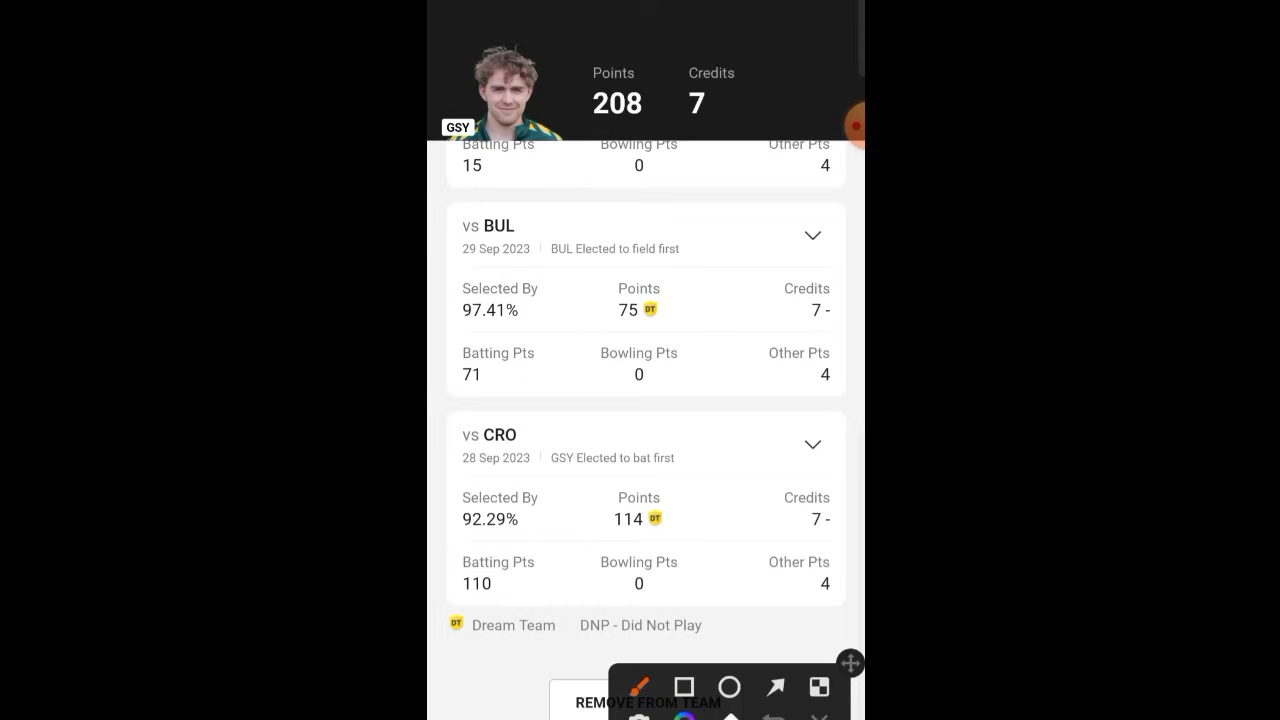 Points Credits
208 7
GSY
Batting Pts Bowling Pts Other Pts
15 0 4
vs BUL
29 Sep 2023 BUL Elected to field first
Selected By Points Credits
97.41% 75 DT 7 -
Batting Pts Bowling Pts Other Pts
71 0 4
vs CRO
28 Sep 2023 GSY Elected to bat first
Selected By Points Credits
92.29% 114 DT 7 -
Batting Pts Bowling Pts Other Pts
110 0 4
DT Dream Team DNP - Did Not Play
REMOVE FROM TEAM